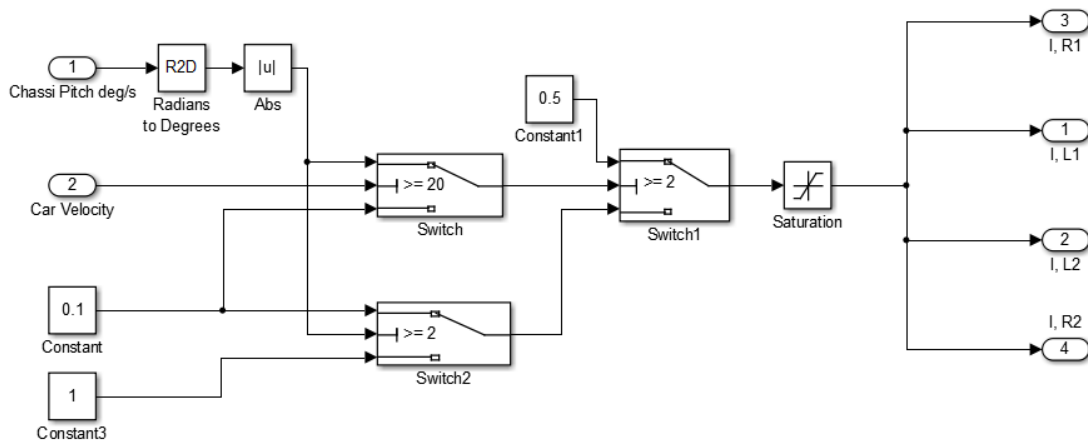 1
Chassi Pitch deg/s
R2D
Radians
to Degrees
|u|
Abs
2
Car Velocity
0.1
Constant
1
Constant3
>= 20
Switch
>= 2
Switch2
0.5
Constant1
>= 2
Switch1
Saturation
3
I, R1
1
I, L1
2
I, L2
I, R2
4